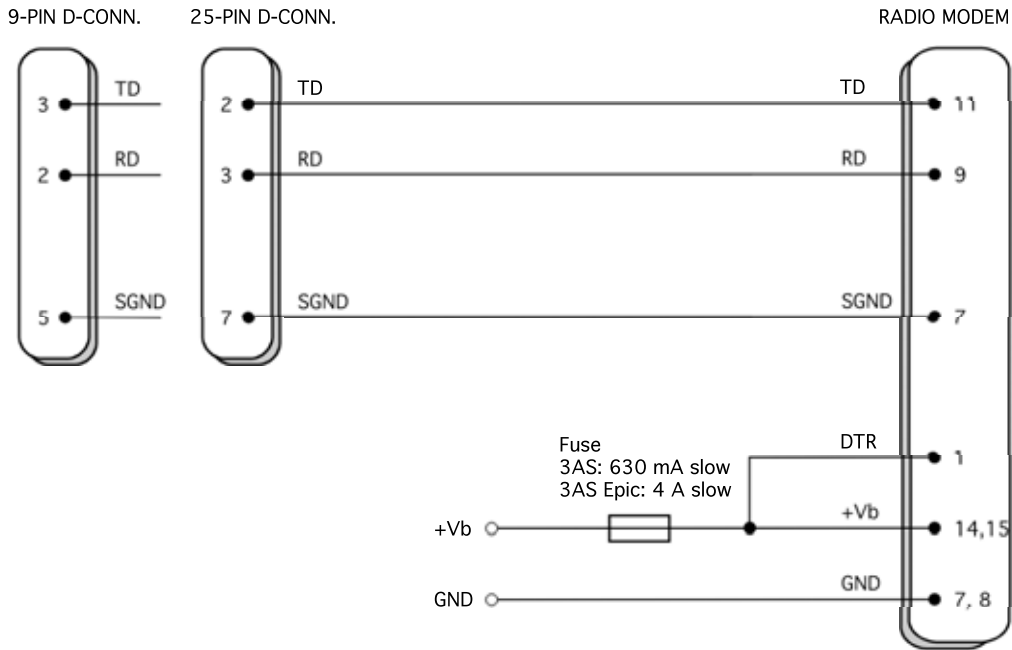 9-PIN D-CONN. 25-PIN D-CONN. RADIO MODEM
3 TD 2 TD TD 11
2 RD 3 RD RD 9
5 SGND 7 SGND SGND 7
Fuse
3AS: 630 mA slow
3AS Epic: 4 A slow
DTR 1
+Vb +Vb 14,15
GND GND 7, 8